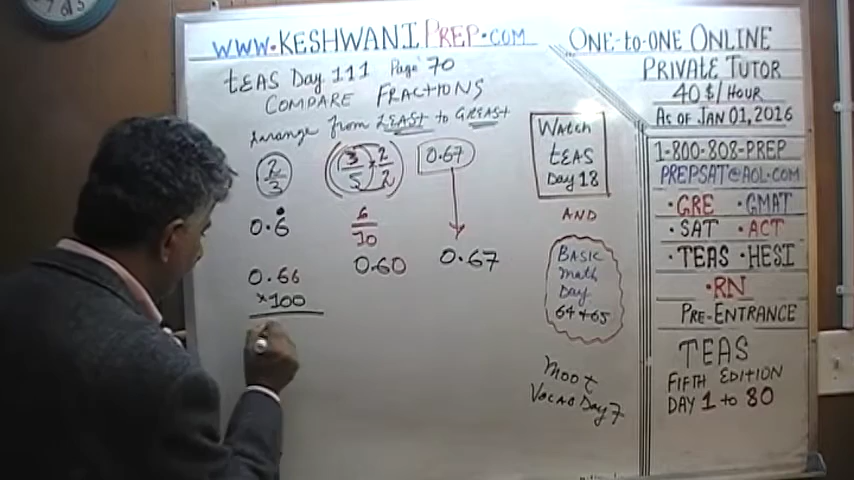 WWW.KESHWANIPREP.COM
TEAS Day 111 Page 70
COMPARE FRACTIONS
Arrange from LEAST to GREAST
2/3
(3/5 × 2/2)
0.67
0.6̇
6/10
0.66
×100
0.60
0.67
Watch
TEAS
Day 18
AND
BASIC
math
Day
64+65
MOOT
VOCAB Day 7
ONE-TO-ONE ONLINE
PRIVATE TUTOR
40$/HOUR
AS OF JAN 01, 2016
1-800-808-PREP
PREPSAT@AOL.COM
•GRE •GMAT
•SAT •ACT
•TEAS •HESI
•RN
PRE-ENTRANCE
TEAS
FIFTH EDITION
DAY 1 TO 80